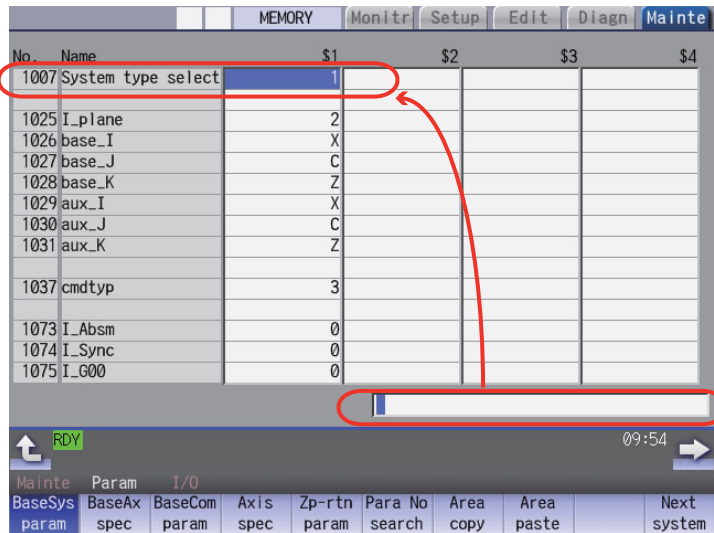 MEMORY Monitr Setup Edit Diagn Mainte
No. Name $1 $2 $3 $4
1007 System type select 1
1025 I_plane 2
1026 base_I X
1027 base_J C
1028 base_K Z
1029 aux_I X
1030 aux_J C
1031 aux_K Z
1037 cmdtyp 3
1073 I_Absm 0
1074 I_Sync 0
1075 I_G00 0
RDY 09:54
Mainte Param I/O
BaseSys BaseAx BaseCom Axis Zp-rtn Para No Area Area Next
param spec param spec param search copy paste system